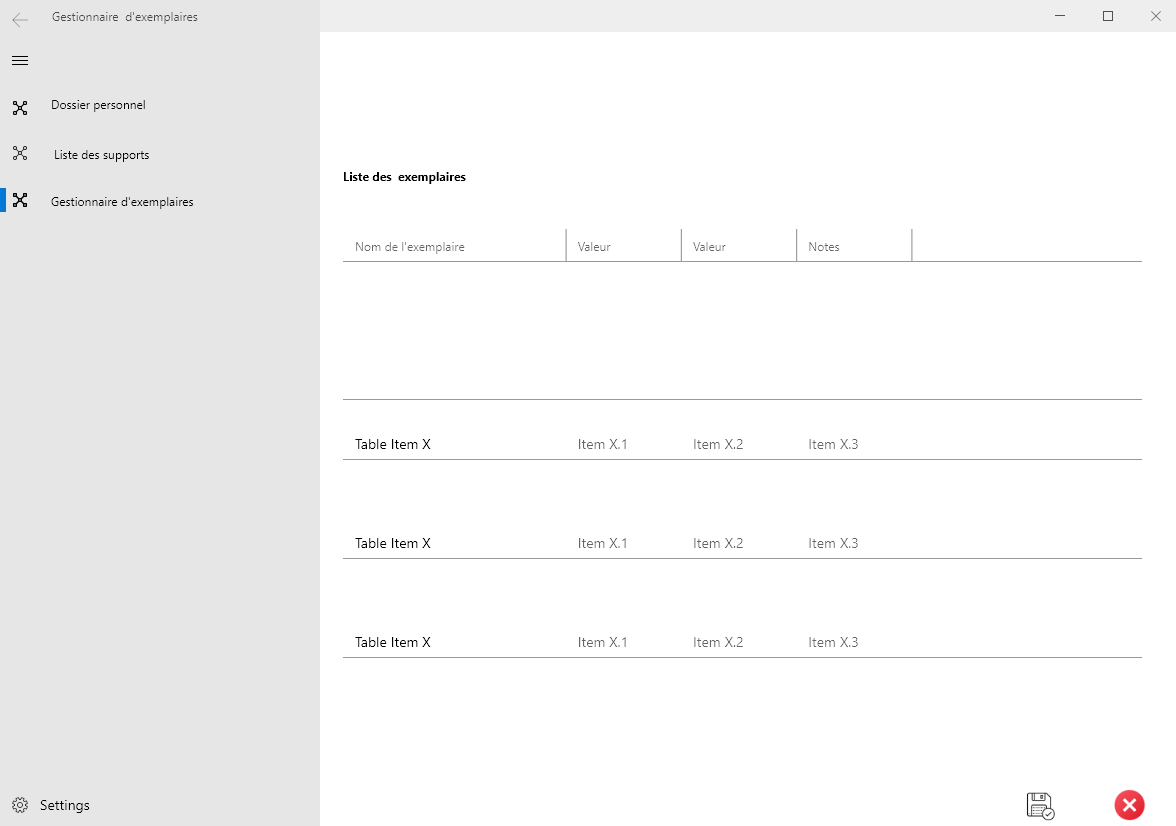 Gestionnaire  d'exemplaires
Dossier personnel
Liste des supports
Gestionnaire d'exemplaires
Settings
Liste des  exemplaires
Nom de l'exemplaire Valeur Valeur Notes
Table Item X Item X.1 Item X.2 Item X.3
Table Item X Item X.1 Item X.2 Item X.3
Table Item X Item X.1 Item X.2 Item X.3